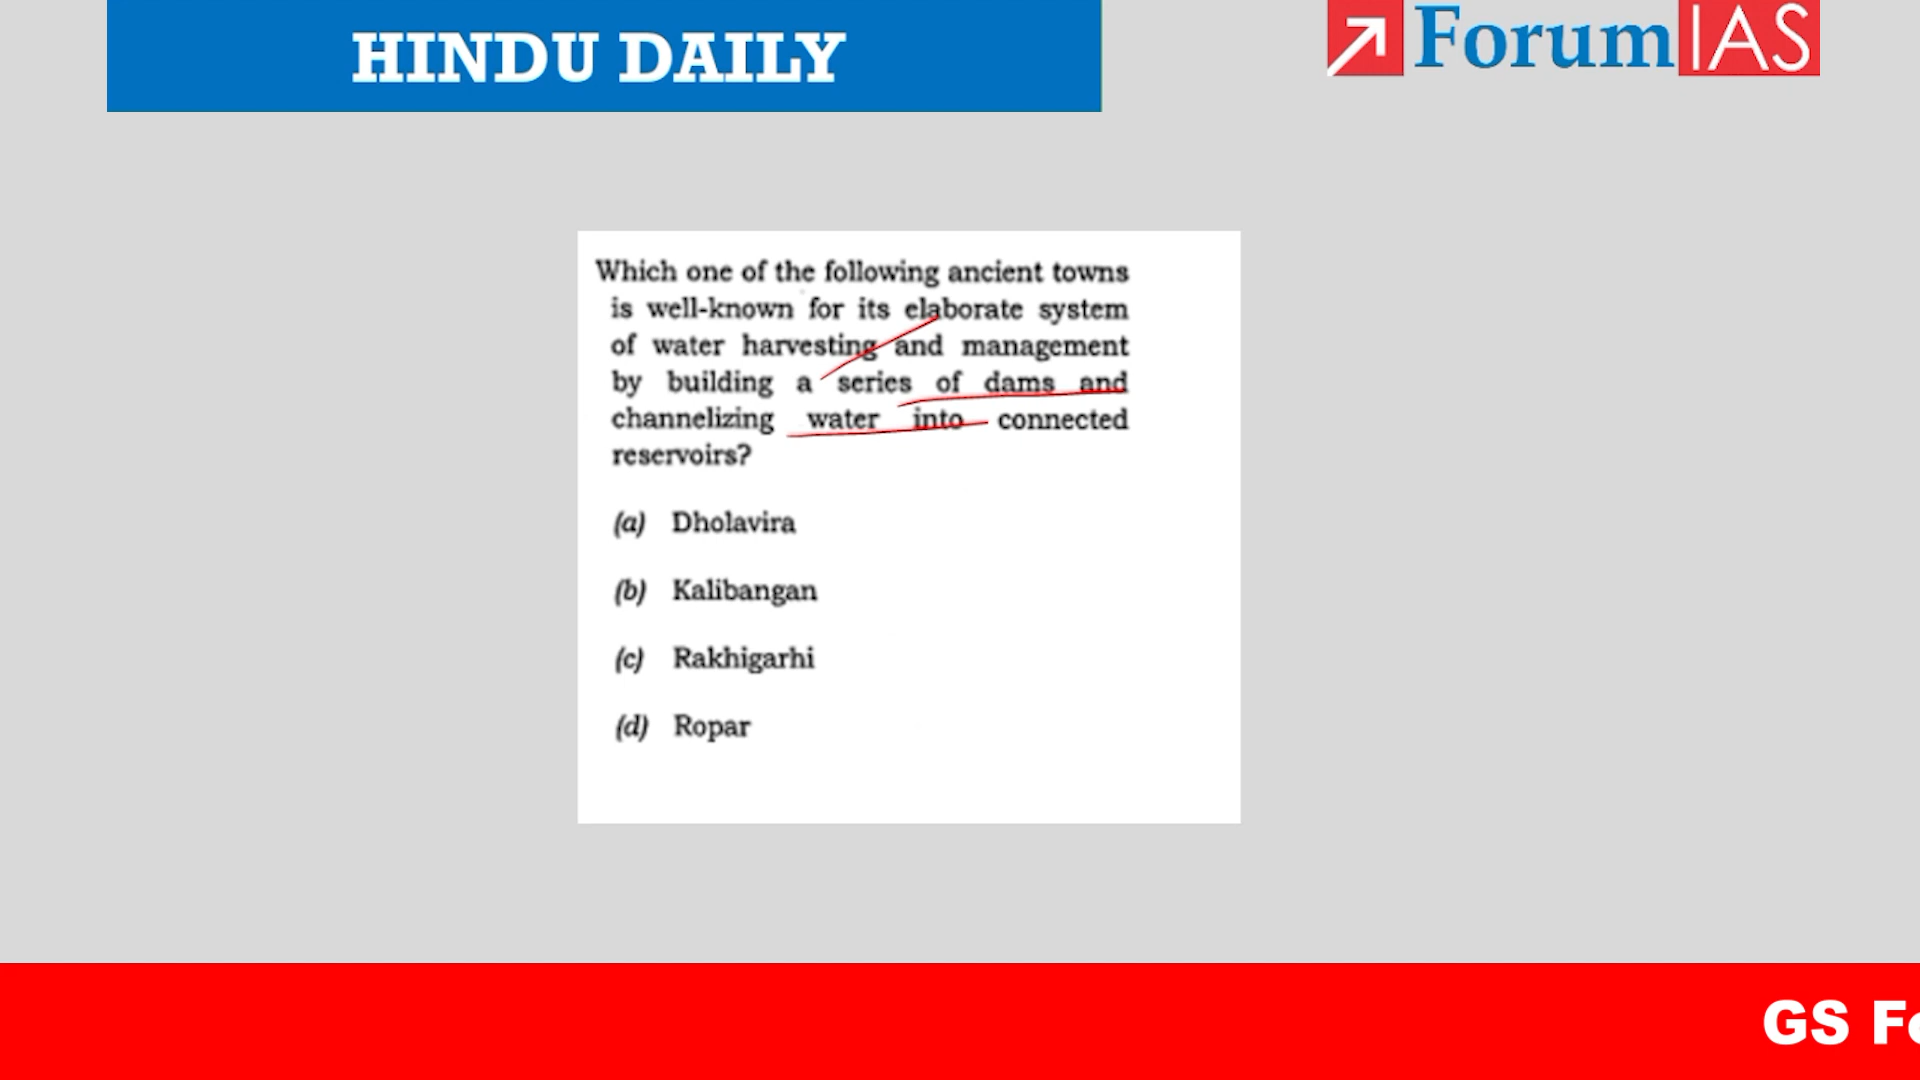 HINDU DAILY
ForumIAS
Which one of the following ancient towns
is well-known for its elaborate system
of water harvesting and management
by building a series of dams and
channelizing water into connected
reservoirs?
(a) Dholavira
(b) Kalibangan
(c) Rakhigarhi
(d) Ropar
GS